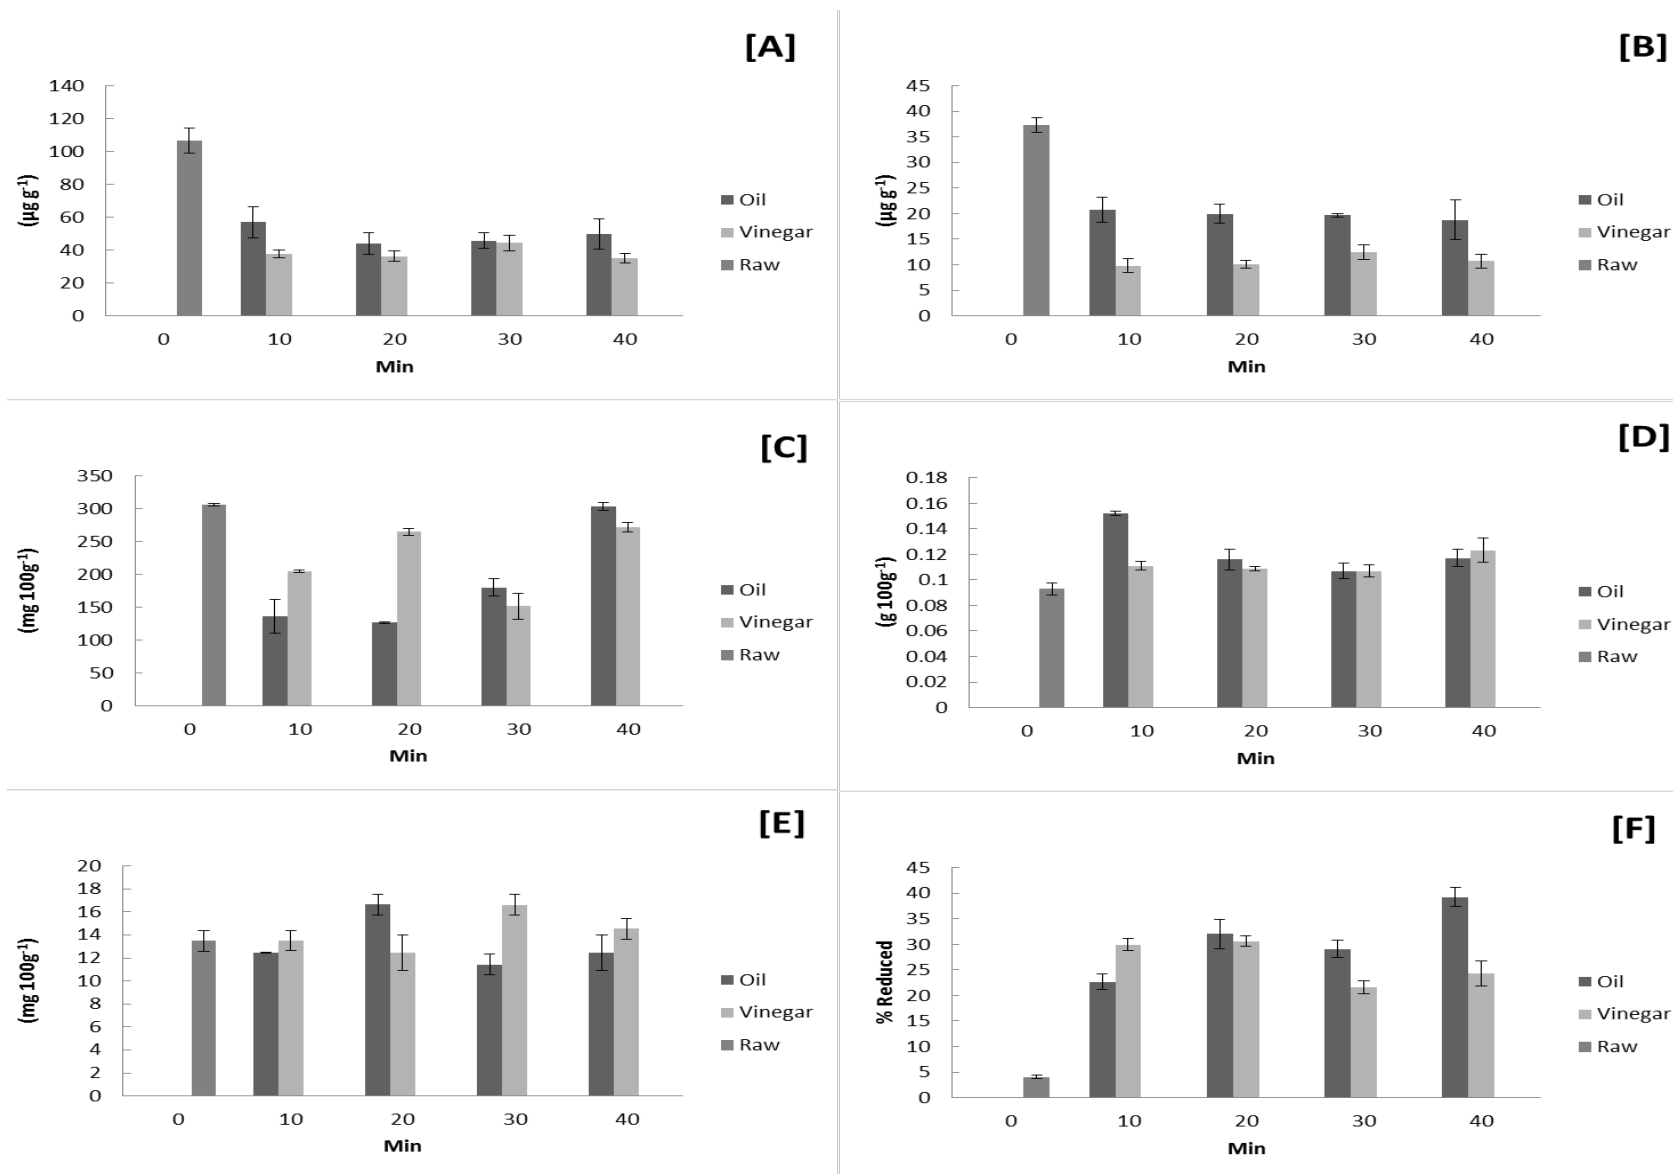 [A]
140
120
100
80
60
40
20
0
(µg g-1)
0 10 20 30 40
Min
Oil
Vinegar
Raw
[B]
45
40
35
30
25
20
15
10
5
0
(µg g-1)
0 10 20 30 40
Min
Oil
Vinegar
Raw
[C]
350
300
250
200
150
100
50
0
(mg 100g-1)
0 10 20 30 40
Min
Oil
Vinegar
Raw
[D]
0.18
0.16
0.14
0.12
0.1
0.08
0.06
0.04
0.02
0
(g 100g-1)
0 10 20 30 40
Min
Oil
Vinegar
Raw
[E]
20
18
16
14
12
10
8
6
4
2
0
(mg 100g-1)
0 10 20 30 40
Min
Oil
Vinegar
Raw
[F]
45
40
35
30
25
20
15
10
5
0
% Reduced
0 10 20 30 40
Min
Oil
Vinegar
Raw